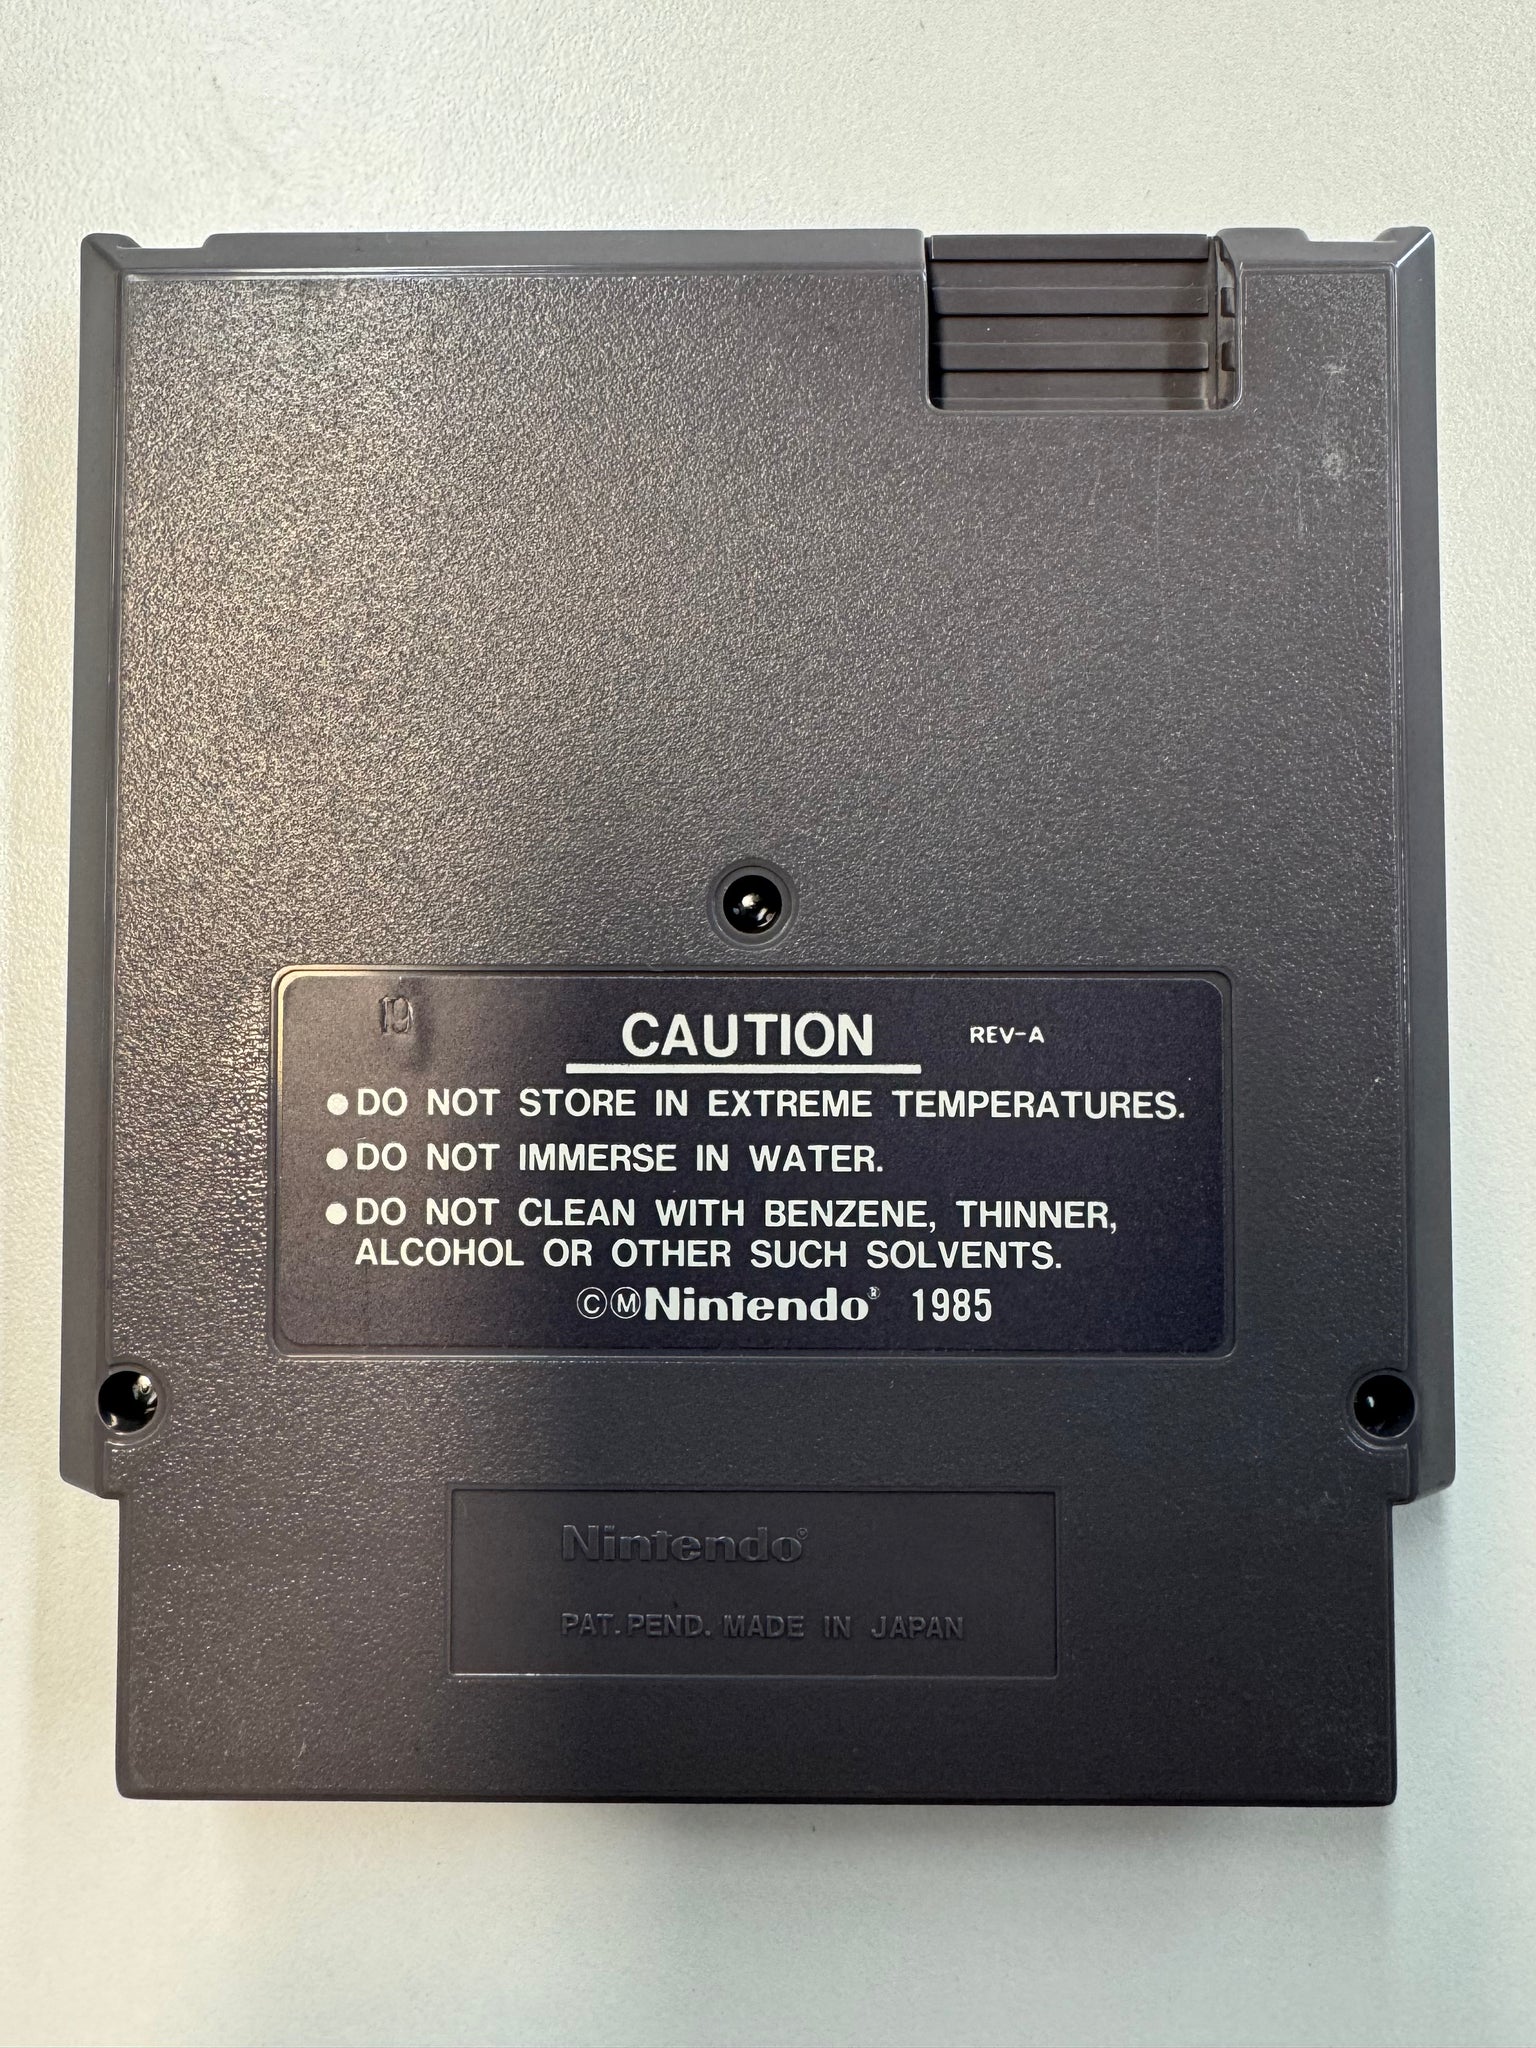 19
CAUTION REV-A
●DO NOT STORE IN EXTREME TEMPERATURES.
●DO NOT IMMERSE IN WATER.
●DO NOT CLEAN WITH BENZENE, THINNER,
ALCOHOL OR OTHER SUCH SOLVENTS.
©ⓂNintendo® 1985
Nintendo®
PAT. PEND. MADE IN JAPAN